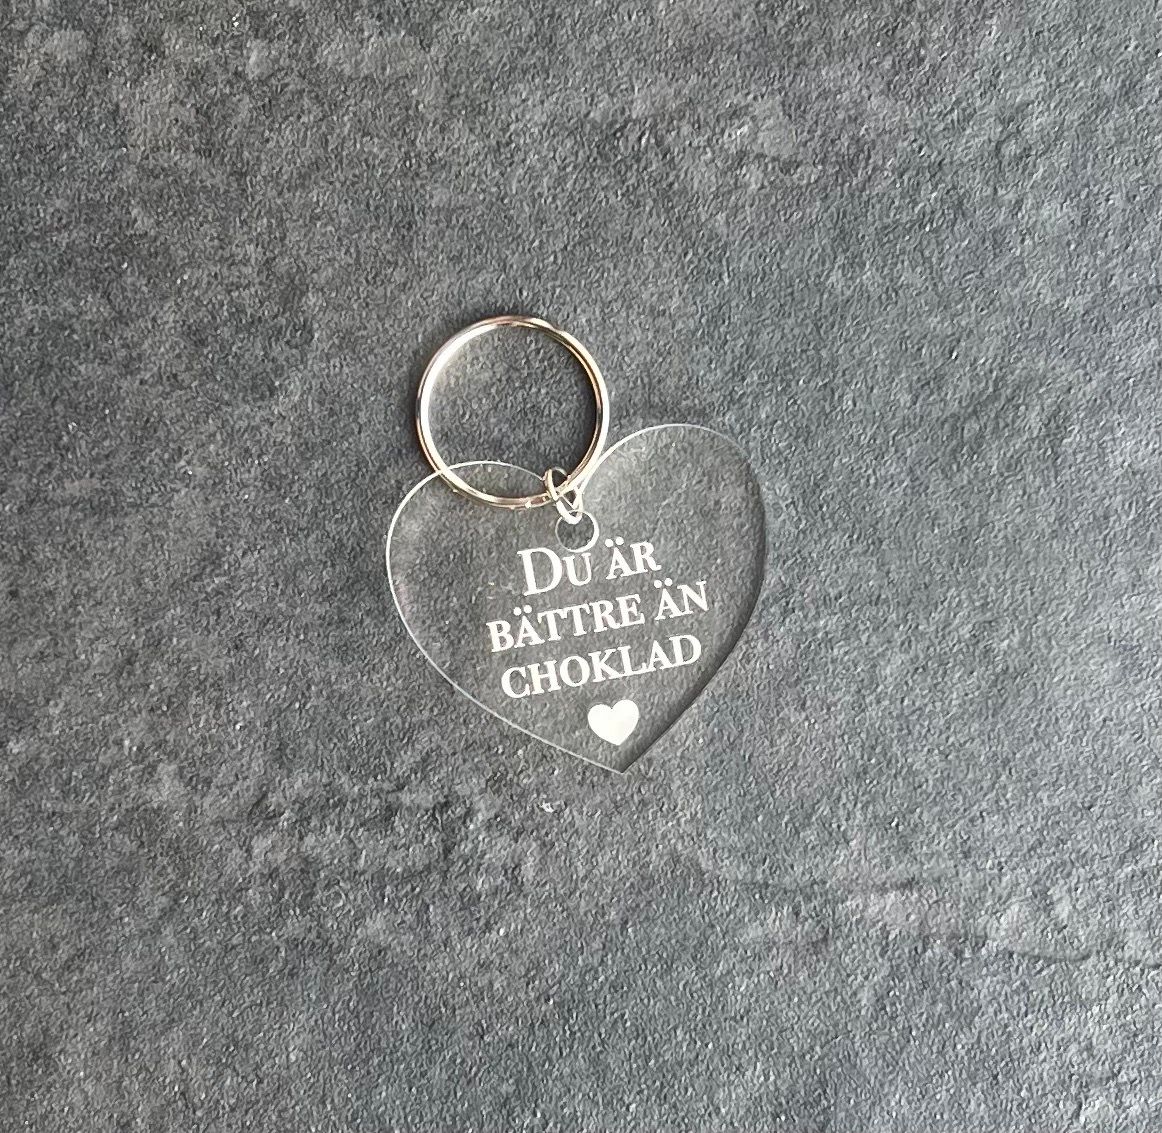 Du är
bättre än
choklad